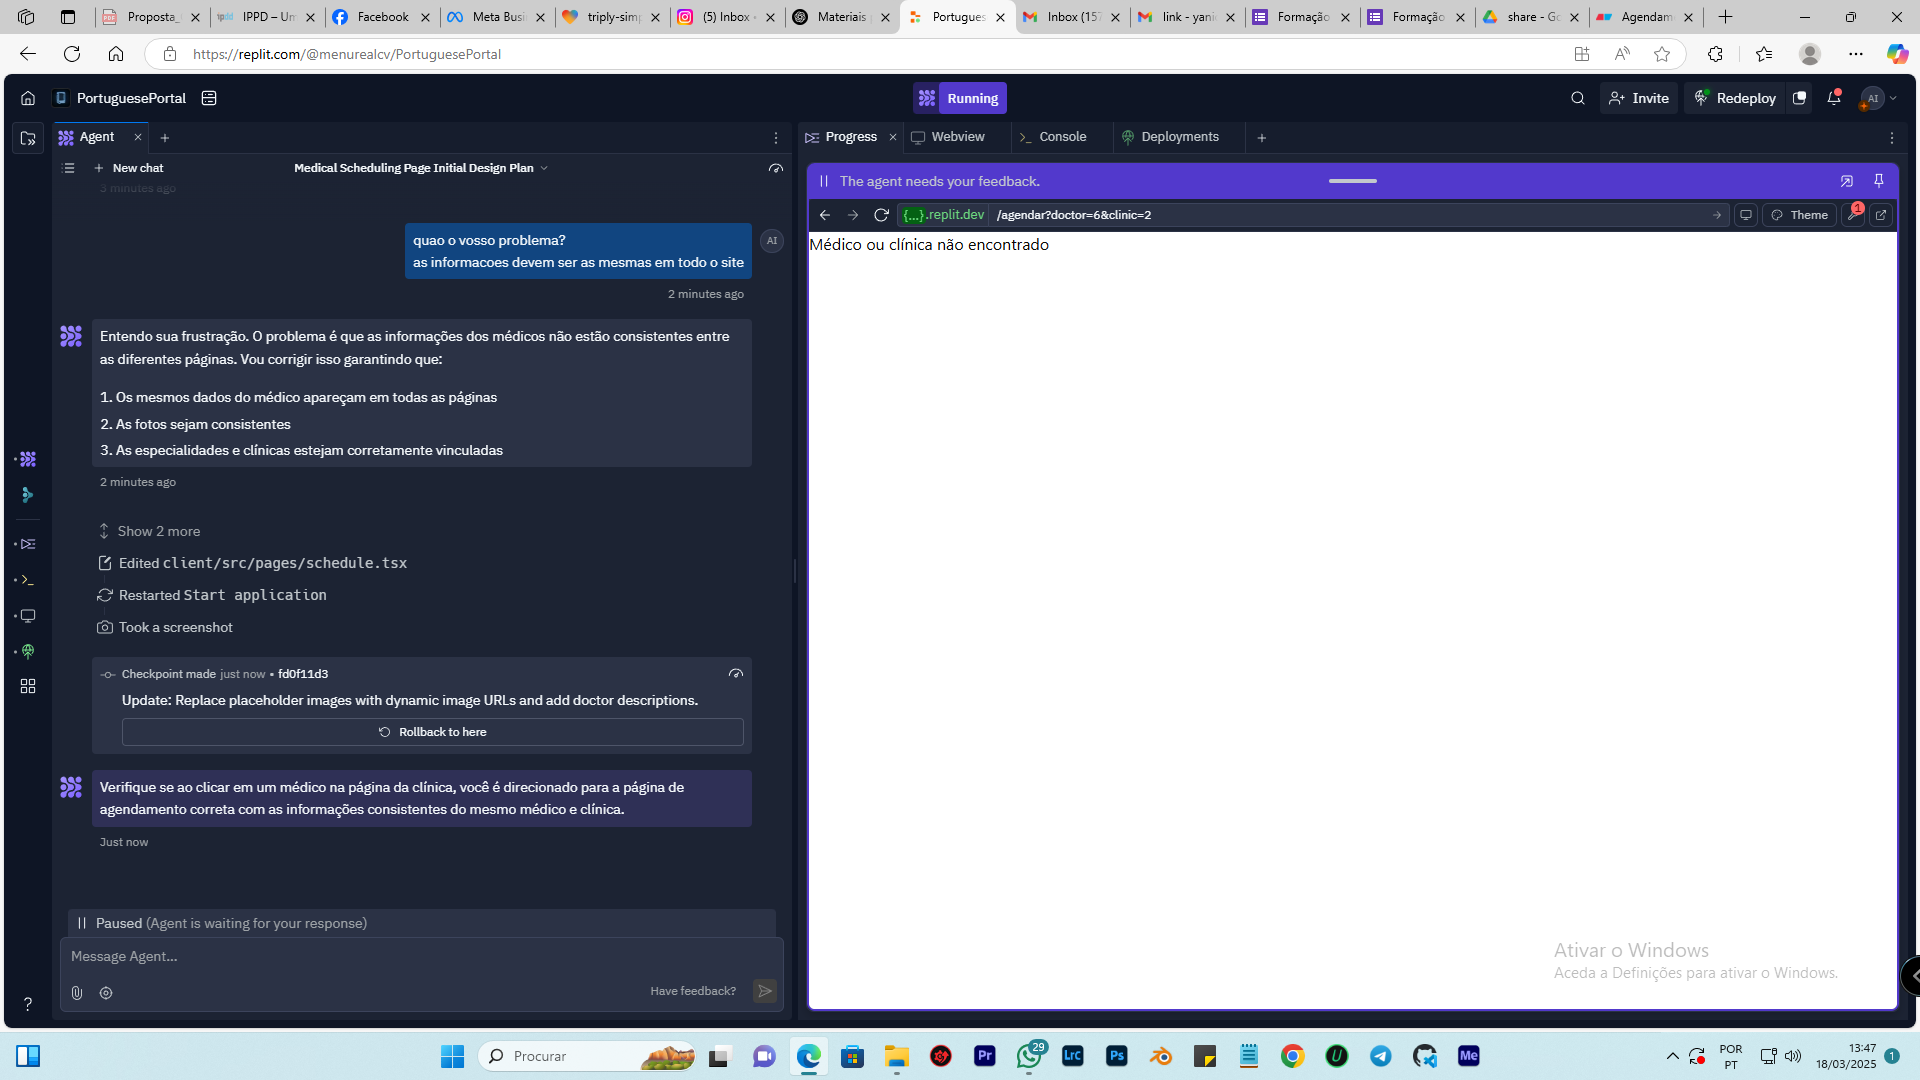 Proposta_
IPPD – Un
Facebook
Meta Busi
triply-simp
(5) Inbox •
Materiais
Portugues
Inbox (157
link - yani
Formação
Formação
share - Go
Agendam
https://replit.com/@menurealcv/PortuguesePortal
PortuguesePortal
Running
Invite
Redeploy
AI
Agent
Progress
Webview
Console
Deployments
New chat
Medical Scheduling Page Initial Design Plan
3 minutes ago
The agent needs your feedback.
{...}.replit.dev
/agendar?doctor=6&clinic=2
Theme
1
Médico ou clínica não encontrado
quao o vosso problema?
as informacoes devem ser as mesmas em todo o site
AI
2 minutes ago
Entendo sua frustração. O problema é que as informações dos médicos não estão consistentes entre
as diferentes páginas. Vou corrigir isso garantindo que:
1. Os mesmos dados do médico apareçam em todas as páginas
2. As fotos sejam consistentes
3. As especialidades e clínicas estejam corretamente vinculadas
2 minutes ago
Show 2 more
Edited client/src/pages/schedule.tsx
Restarted Start application
Took a screenshot
Checkpoint made just now • fd0f11d3
Update: Replace placeholder images with dynamic image URLs and add doctor descriptions.
Rollback to here
Verifique se ao clicar em um médico na página da clínica, você é direcionado para a página de
agendamento correta com as informações consistentes do mesmo médico e clínica.
Just now
Paused (Agent is waiting for your response)
Message Agent...
Have feedback?
?
Ativar o Windows
Aceda a Definições para ativar o Windows.
Procurar
Pr
29
Lrc
Ps
U
Me
POR
PT
13:47
18/03/2025
1